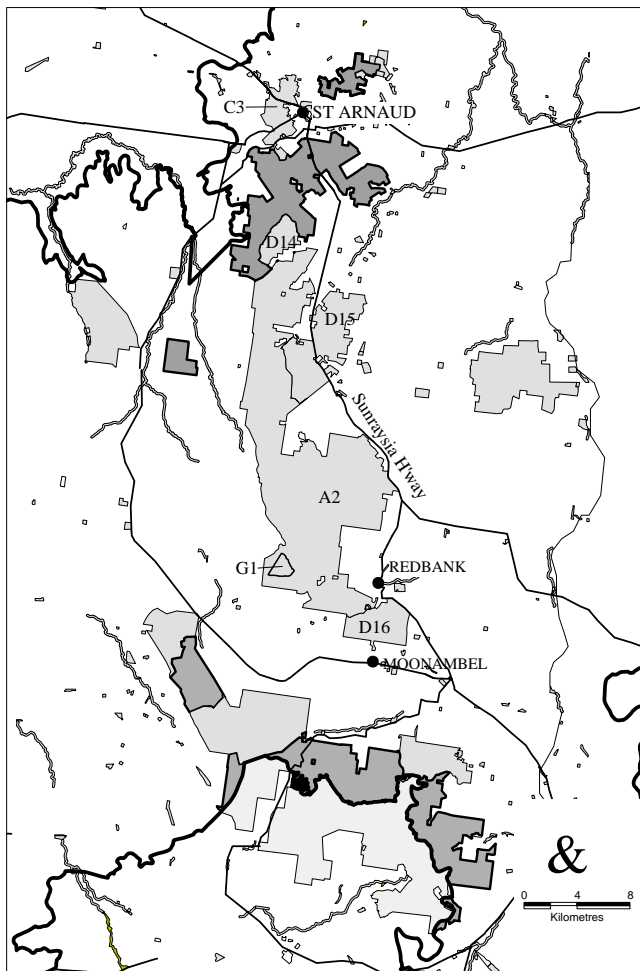 C3
ST ARNAUD
D14
D15
Sunraysia H'way
A2
G1
REDBANK
D16
MOONAMBEL
&
0 4 8
Kilometres